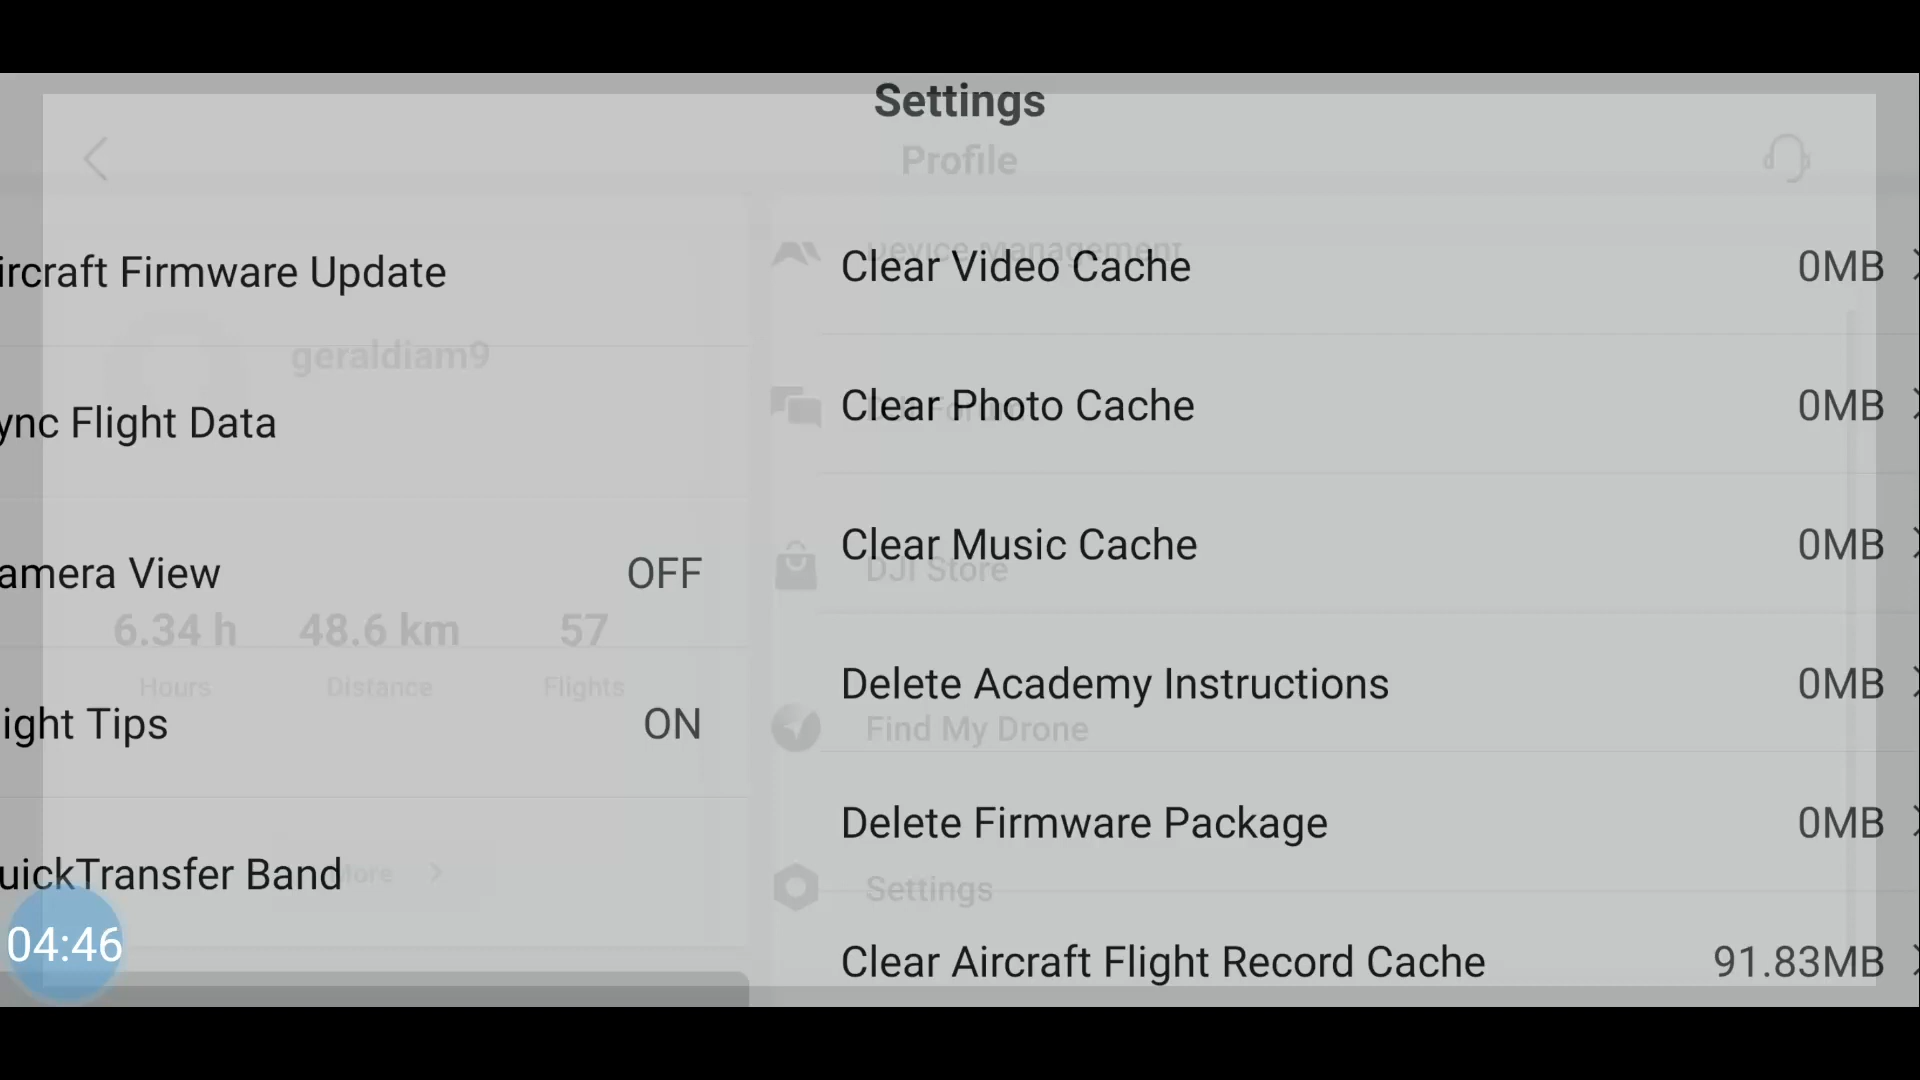 Settings
Profile
ircraft Firmware Update
geraldiam9
ync Flight Data
amera View OFF
6.34 h 48.6 km 57
Hours Distance Flights
ight Tips ON
uickTransfer Band
More
04:46
Device Management
Clear Video Cache 0MB
Clear Photo Cache 0MB
Clear Music Cache 0MB
DJI Store
Delete Academy Instructions 0MB
Find My Drone
Delete Firmware Package 0MB
Settings
Clear Aircraft Flight Record Cache 91.83MB